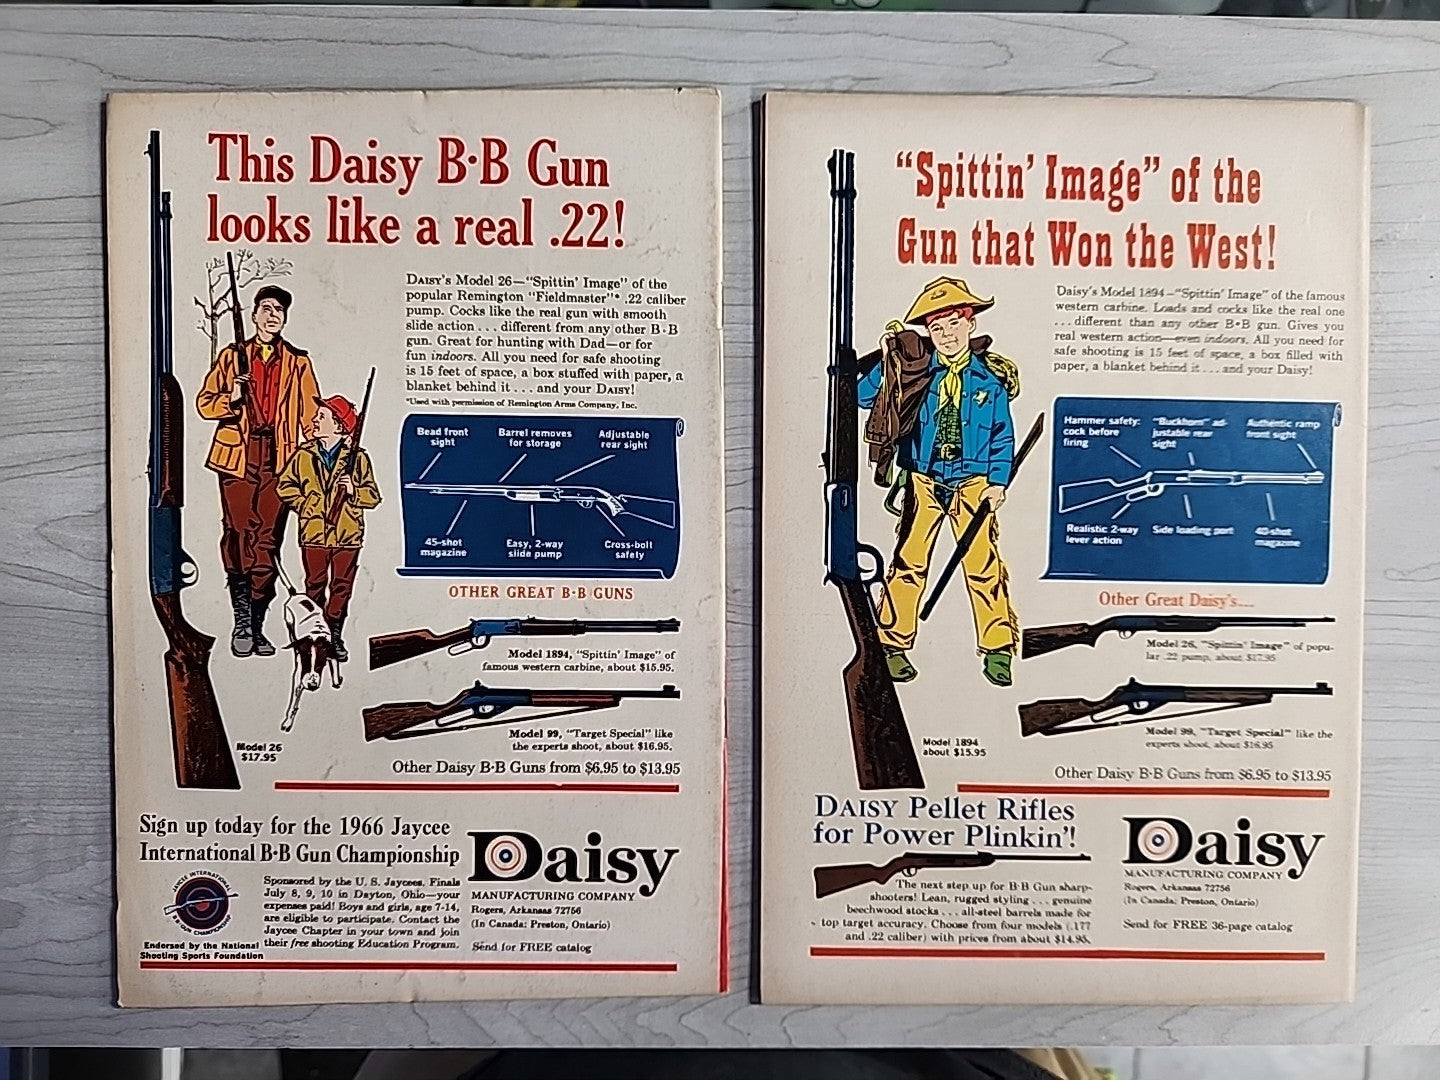 This Daisy B·B Gun
looks like a real .22!
DAISY's Model 26—"Spittin' Image" of the
popular Remington "Fieldmaster"* .22 caliber
pump. Cocks like the real gun with smooth
slide action . . . different from any other B·B
gun. Great for hunting with Dad—or for
fun indoors. All you need for safe shooting
is 15 feet of space, a box stuffed with paper, a
blanket behind it . . . and your DAISY!
*Used with permission of Remington Arms Company, Inc.
Bead front
sight
Barrel removes
for storage
Adjustable
rear sight
45-shot
magazine
Easy, 2-way
slide pump
Cross-bolt
safety
OTHER GREAT B·B GUNS
Model 1894, "Spittin' Image" of
famous western carbine, about $15.95.
Model 99, "Target Special" like
the experts shoot, about $16.95.
Model 26
$17.95
Other Daisy B·B Guns from $6.95 to $13.95
Sign up today for the 1966 Jaycee
International B·B Gun Championship
JAYCEE INTERNATIONAL
B·B GUN CHAMPIONSHIP
Endorsed by the National
Shooting Sports Foundation
Sponsored by the U. S. Jaycees. Finals
July 8, 9, 10 in Dayton, Ohio—your
expenses paid! Boys and girls, age 7-14,
are eligible to participate. Contact the
Jaycee Chapter in your town and join
their free shooting Education Program.
Daisy
MANUFACTURING COMPANY
Rogers, Arkansas 72756
(In Canada: Preston, Ontario)
Send for FREE catalog
"Spittin' Image" of the
Gun that Won the West!
Daisy's Model 1894—"Spittin' Image" of the famous
western carbine. Loads and cocks like the real one
. . . different than any other B·B gun. Gives you
real western action—even indoors. All you need for
safe shooting is 15 feet of space, a box filled with
paper, a blanket behind it . . . and your Daisy!
Hammer safety:
cock before
firing
"Buckhorn" ad-
justable rear
sight
Authentic ramp
front sight
Realistic 2-way
lever action
Side loading port
40-shot
magazine
Other Great Daisy's...
Model 26, "Spittin' Image" of popu-
lar .22 pump, about $17.95
Model 99, "Target Special" like the
experts shoot, about $16.95
Model 1894
about $15.95
Other Daisy B·B Guns from $6.95 to $13.95
DAISY Pellet Rifles
for Power Plinkin'!
The next step up for B·B Gun sharp-
shooters! Lean, rugged styling . . . genuine
beechwood stocks . . . all-steel barrels made for
top target accuracy. Choose from four models (.177
and .22 caliber) with prices from about $14.95.
Daisy
MANUFACTURING COMPANY
Rogers, Arkansas 72756
(In Canada: Preston, Ontario)
Send for FREE 36-page catalog